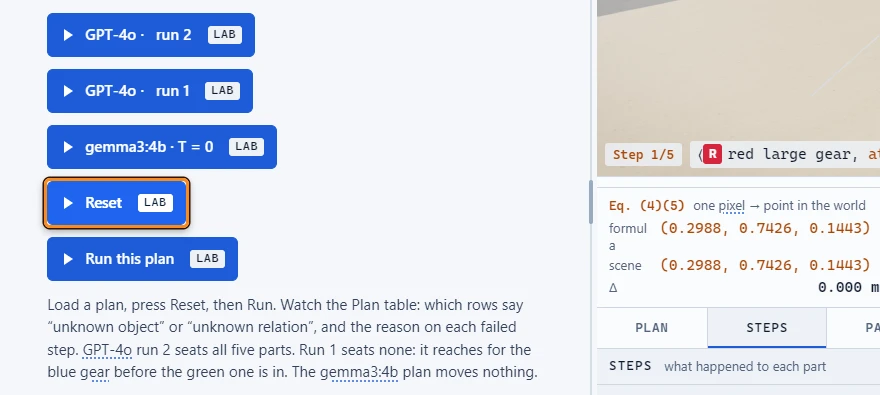 GPT-4o · run 2 LAB
GPT-4o · run 1 LAB
gemma3:4b · T = 0 LAB
Reset LAB
Run this plan LAB
Load a plan, press Reset, then Run. Watch the Plan table: which rows say
“unknown object” or “unknown relation”, and the reason on each failed
step. GPT-4o run 2 seats all five parts. Run 1 seats none: it reaches for the
blue gear before the green one is in. The gemma3:4b plan moves nothing.
Step 1/5 (R red large gear,
Eq. (4)(5) one pixel → point in the world
formula (0.2988, 0.7426, 0.1443)
scene (0.2988, 0.7426, 0.1443)
Δ 0.000 m
PLAN STEPS PA
STEPS what happened to each part